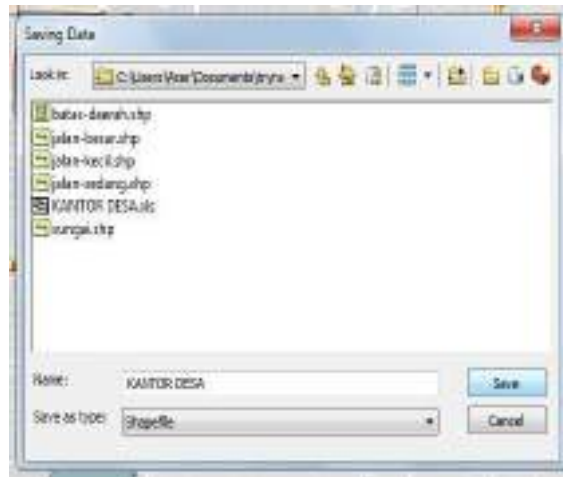 Saving Data
Look in:
batas-daerah.shp
jalan-besar.shp
jalan-kecil.shp
jalan-sedang.shp
KANTOR DESA.xls
sungai.shp
Name: KANTOR DESA Save
Save as type: Shapefile Cancel